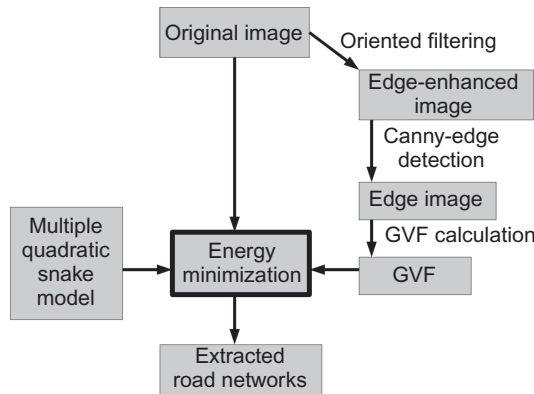 Original image
Oriented filtering
Edge-enhanced
image
Canny-edge
detection
Edge image
GVF calculation
GVF
Multiple
quadratic
snake
model
Energy
minimization
Extracted
road networks